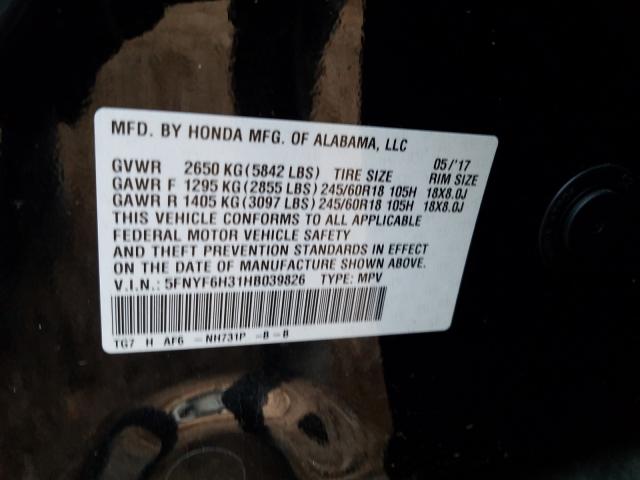 MFD. BY HONDA MFG. OF ALABAMA, LLC
GVWR 2650 KG(5842 LBS) TIRE SIZE 05/'17 RIM SIZE
GAWR F 1295 KG(2855 LBS)245/60R18 105H 18X8.0J
GAWR R 1405 KG(3097 LBS)245/60R18 105H 18X8.0J
THIS VEHICLE CONFORMS TO ALL APPLICABLE
FEDERAL MOTOR VEHICLE SAFETY
AND THEFT PREVENTION STANDARDS IN EFFECT
ON THE DATE OF MANUFACTURE SHOWN ABOVE.
V.I.N.: 5FNYF6H31HB039826 TYPE: MPV
TG7 H AF6 -NH731P -B-B